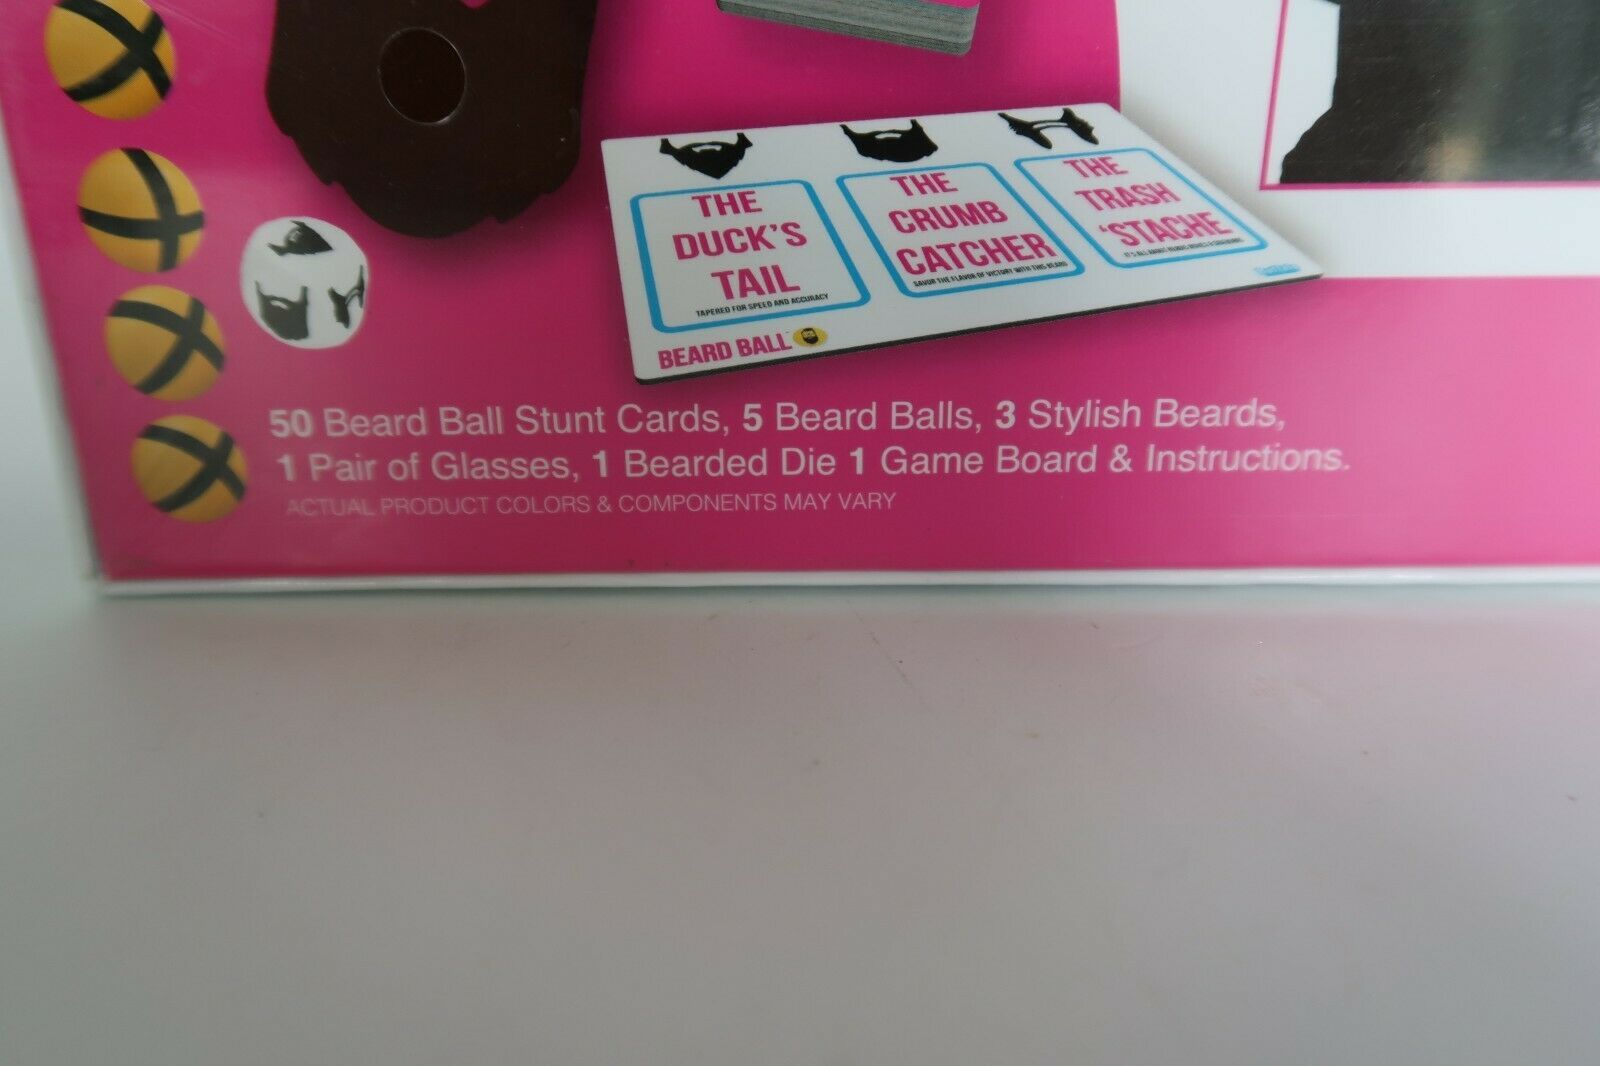 THE
DUCK'S
TAIL
TAPERED FOR SPEED AND ACCURACY
THE
CRUMB
CATCHER
SAVOR THE FLAVOR OF VICTORY WITH THIS BEARD
THE
TRASH
'STACHE
BEARD BALL
50 Beard Ball Stunt Cards, 5 Beard Balls, 3 Stylish Beards,
1 Pair of Glasses, 1 Bearded Die 1 Game Board & Instructions.
ACTUAL PRODUCT COLORS & COMPONENTS MAY VARY